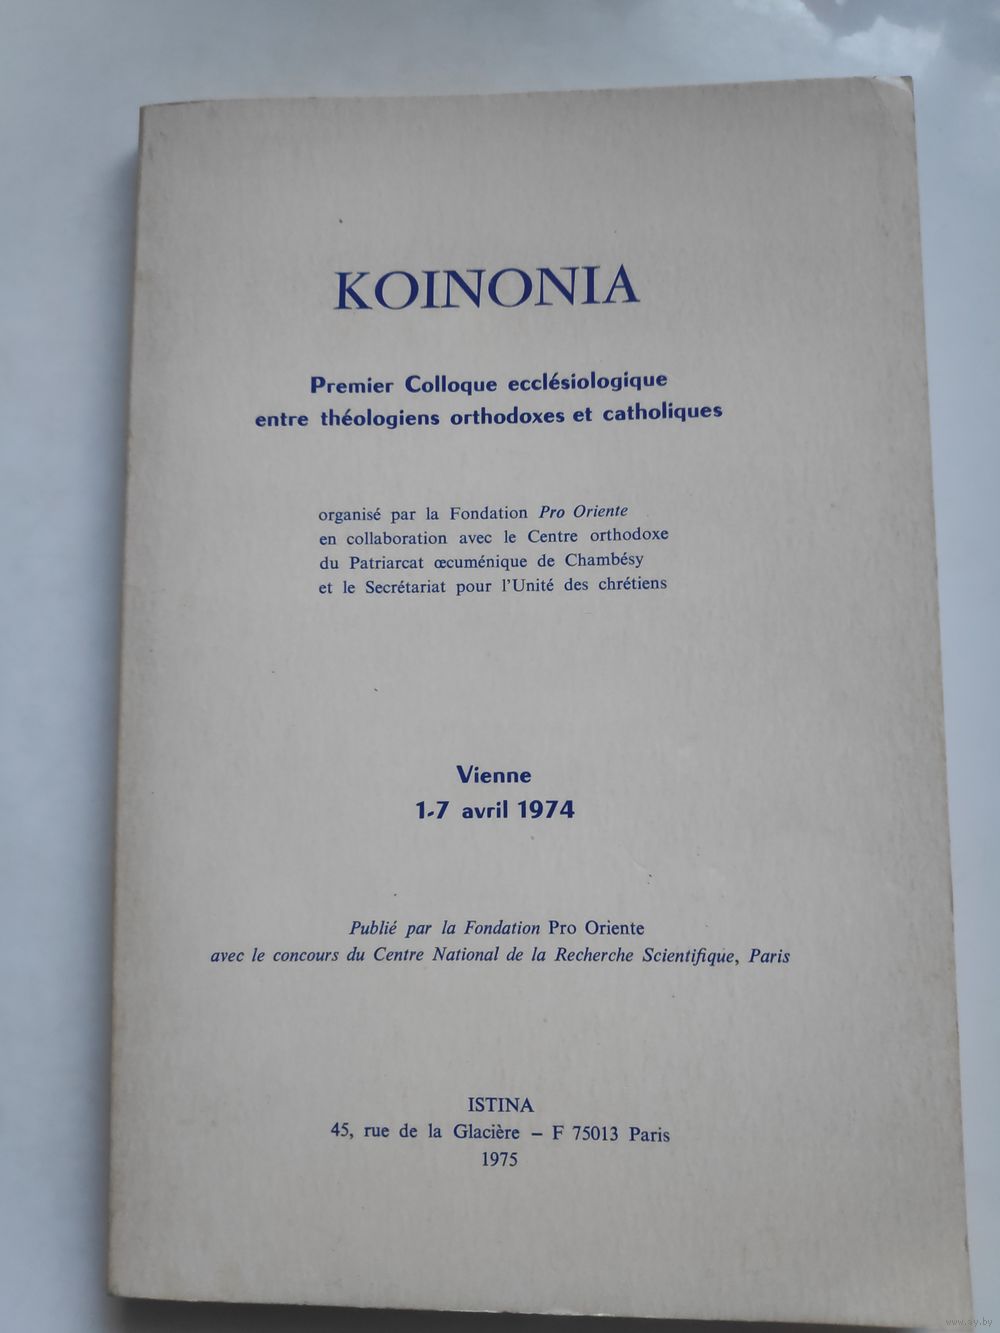 KOINONIA
Premier Colloque ecclésiologique
entre théologiens orthodoxes et catholiques
organisé par la Fondation Pro Oriente
en collaboration avec le Centre orthodoxe
du Patriarcat œcuménique de Chambésy
et le Secrétariat pour l'Unité des chrétiens
Vienne
1-7 avril 1974
Publié par la Fondation Pro Oriente
avec le concours du Centre National de la Recherche Scientifique, Paris
ISTINA
45, rue de la Glacière – F 75013 Paris
1975
www.ay.by